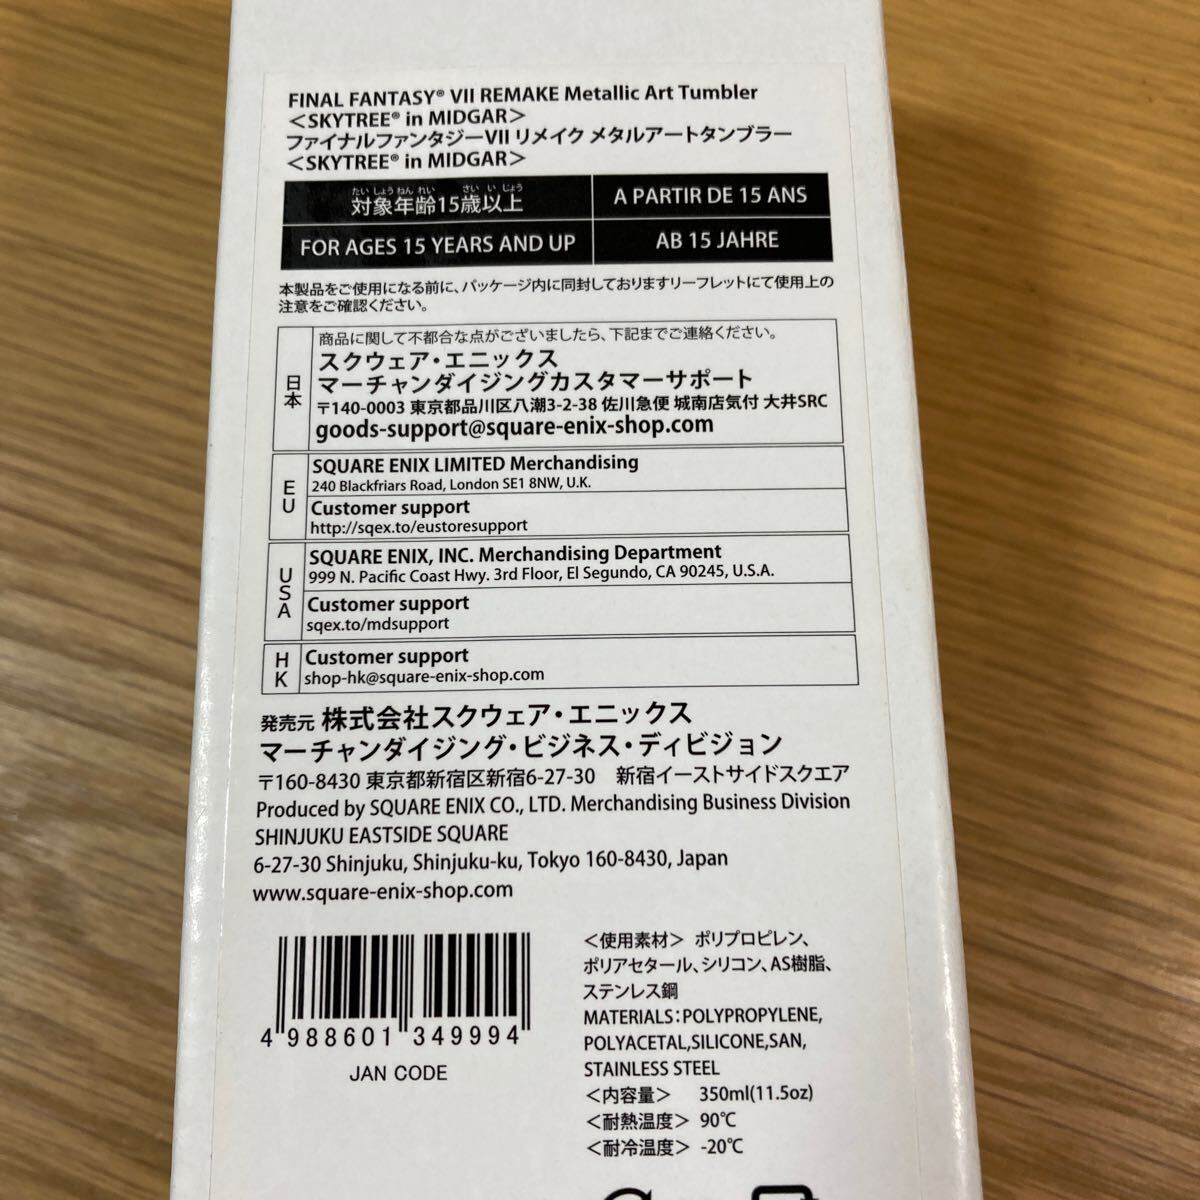 FINAL FANTASY® VII REMAKE Metallic Art Tumbler
＜SKYTREE® in MIDGAR＞
ファイナルファンタジーVII リメイク メタルアートタンブラー
＜SKYTREE® in MIDGAR＞
たいしょうねんれい さい いじょう
対象年齢15歳以上
A PARTIR DE 15 ANS
FOR AGES 15 YEARS AND UP
AB 15 JAHRE
本製品をご使用になる前に、パッケージ内に同封しておりますリーフレットにて使用上の
注意をご確認ください。
日本
商品に関して不都合な点がございましたら、下記までご連絡ください。
スクウェア・エニックス
マーチャンダイジングカスタマーサポート
〒140-0003 東京都品川区八潮3-2-38 佐川急便 城南店気付 大井SRC
goods-support@square-enix-shop.com
EU
SQUARE ENIX LIMITED Merchandising
240 Blackfriars Road, London SE1 8NW, U.K.
Customer support
http://sqex.to/eustoresupport
USA
SQUARE ENIX, INC. Merchandising Department
999 N. Pacific Coast Hwy. 3rd Floor, El Segundo, CA 90245, U.S.A.
Customer support
sqex.to/mdsupport
HK
Customer support
shop-hk@square-enix-shop.com
発売元 株式会社スクウェア・エニックス
マーチャンダイジング・ビジネス・ディビジョン
〒160-8430 東京都新宿区新宿6-27-30 新宿イーストサイドスクエア
Produced by SQUARE ENIX CO., LTD. Merchandising Business Division
SHINJUKU EASTSIDE SQUARE
6-27-30 Shinjuku, Shinjuku-ku, Tokyo 160-8430, Japan
www.square-enix-shop.com
4 988601 349994
JAN CODE
＜使用素材＞ ポリプロピレン、
ポリアセタール、シリコン、AS樹脂、
ステンレス鋼
MATERIALS:POLYPROPYLENE,
POLYACETAL,SILICONE,SAN,
STAINLESS STEEL
＜内容量＞ 350ml(11.5oz)
＜耐熱温度＞ 90℃
＜耐冷温度＞ -20℃